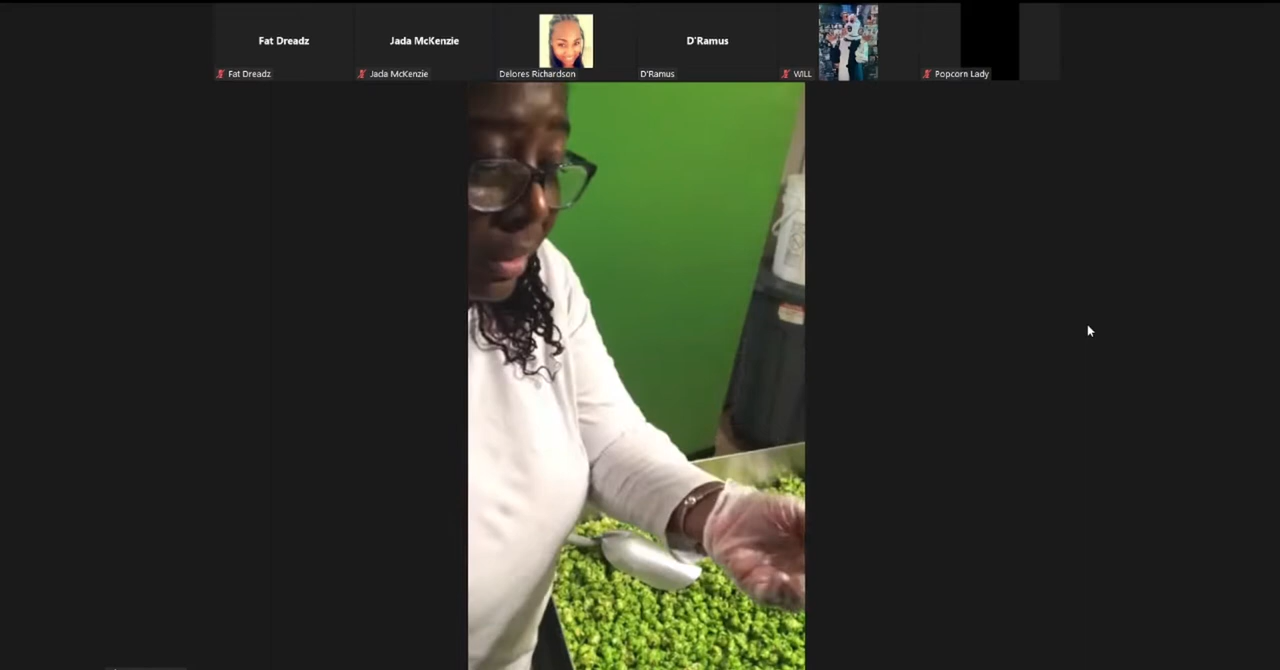 Fat Dreadz
Jada McKenzie
D'Ramus
Fat Dreadz
Jada McKenzie
Delores Richardson
D'Ramus
WILL
Popcorn Lady